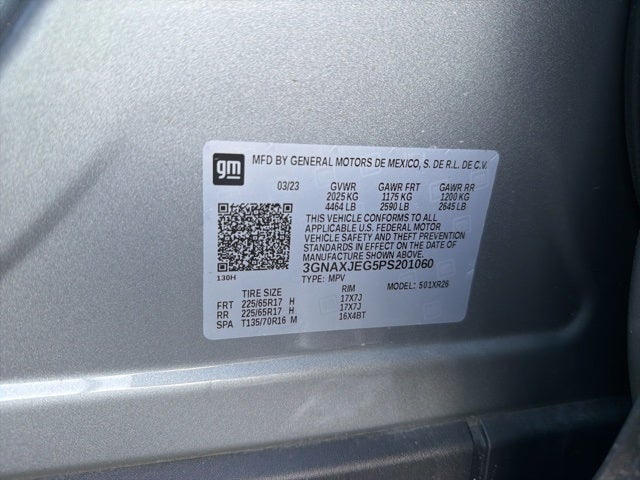 gm MFD BY GENERAL MOTORS DE MEXICO, S. DE R.L. DE C.V.
03/23 GVWR GAWR FRT GAWR RR
2025 KG 1175 KG 1200 KG
4464 LB 2590 LB 2645 LB
THIS VEHICLE CONFORMS TO ALL
APPLICABLE U.S. FEDERAL MOTOR
VEHICLE SAFETY AND THEFT PREVENTION
STANDARDS IN EFFECT ON THE DATE OF
MANUFACTURE SHOWN ABOVE.
3GNAXJEG5PS201060
130H TYPE: MPV MODEL: 501XR26
TIRE SIZE RIM
FRT 225/65R17 H 17X7J
RR 225/65R17 H 17X7J
SPA T135/70R16 M 16X4BT